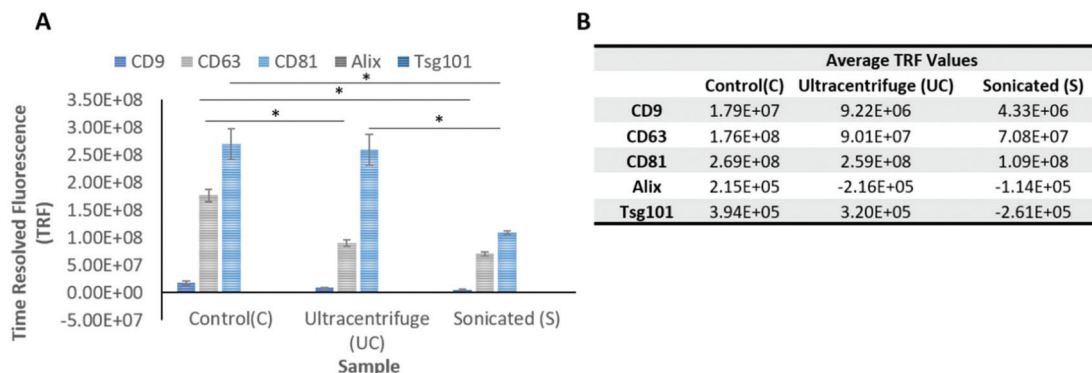 A
CD9 CD63 CD81 Alix Tsg101
*
*
*
*
Time Resolved Fluorescence
(TRF)
3.50E+08
3.00E+08
2.50E+08
2.00E+08
1.50E+08
1.00E+08
5.00E+07
0.00E+00
-5.00E+07
Control(C) Ultracentrifuge Sonicated (S)
(UC)
Sample
B
Average TRF Values
Control(C) Ultracentrifuge (UC) Sonicated (S)
CD9 1.79E+07 9.22E+06 4.33E+06
CD63 1.76E+08 9.01E+07 7.08E+07
CD81 2.69E+08 2.59E+08 1.09E+08
Alix 2.15E+05 -2.16E+05 -1.14E+05
Tsg101 3.94E+05 3.20E+05 -2.61E+05